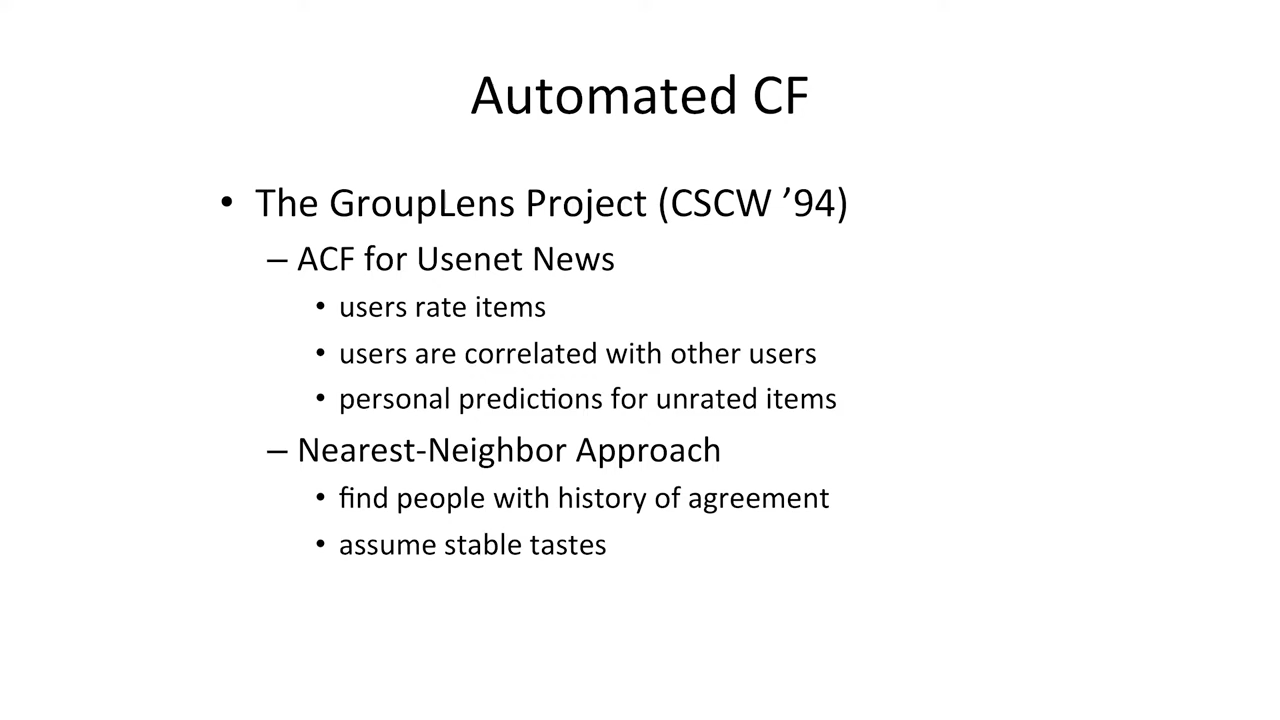 Automated CF
• The GroupLens Project (CSCW ’94)
– ACF for Usenet News
• users rate items
• users are correlated with other users
• personal predictions for unrated items
– Nearest-Neighbor Approach
• find people with history of agreement
• assume stable tastes